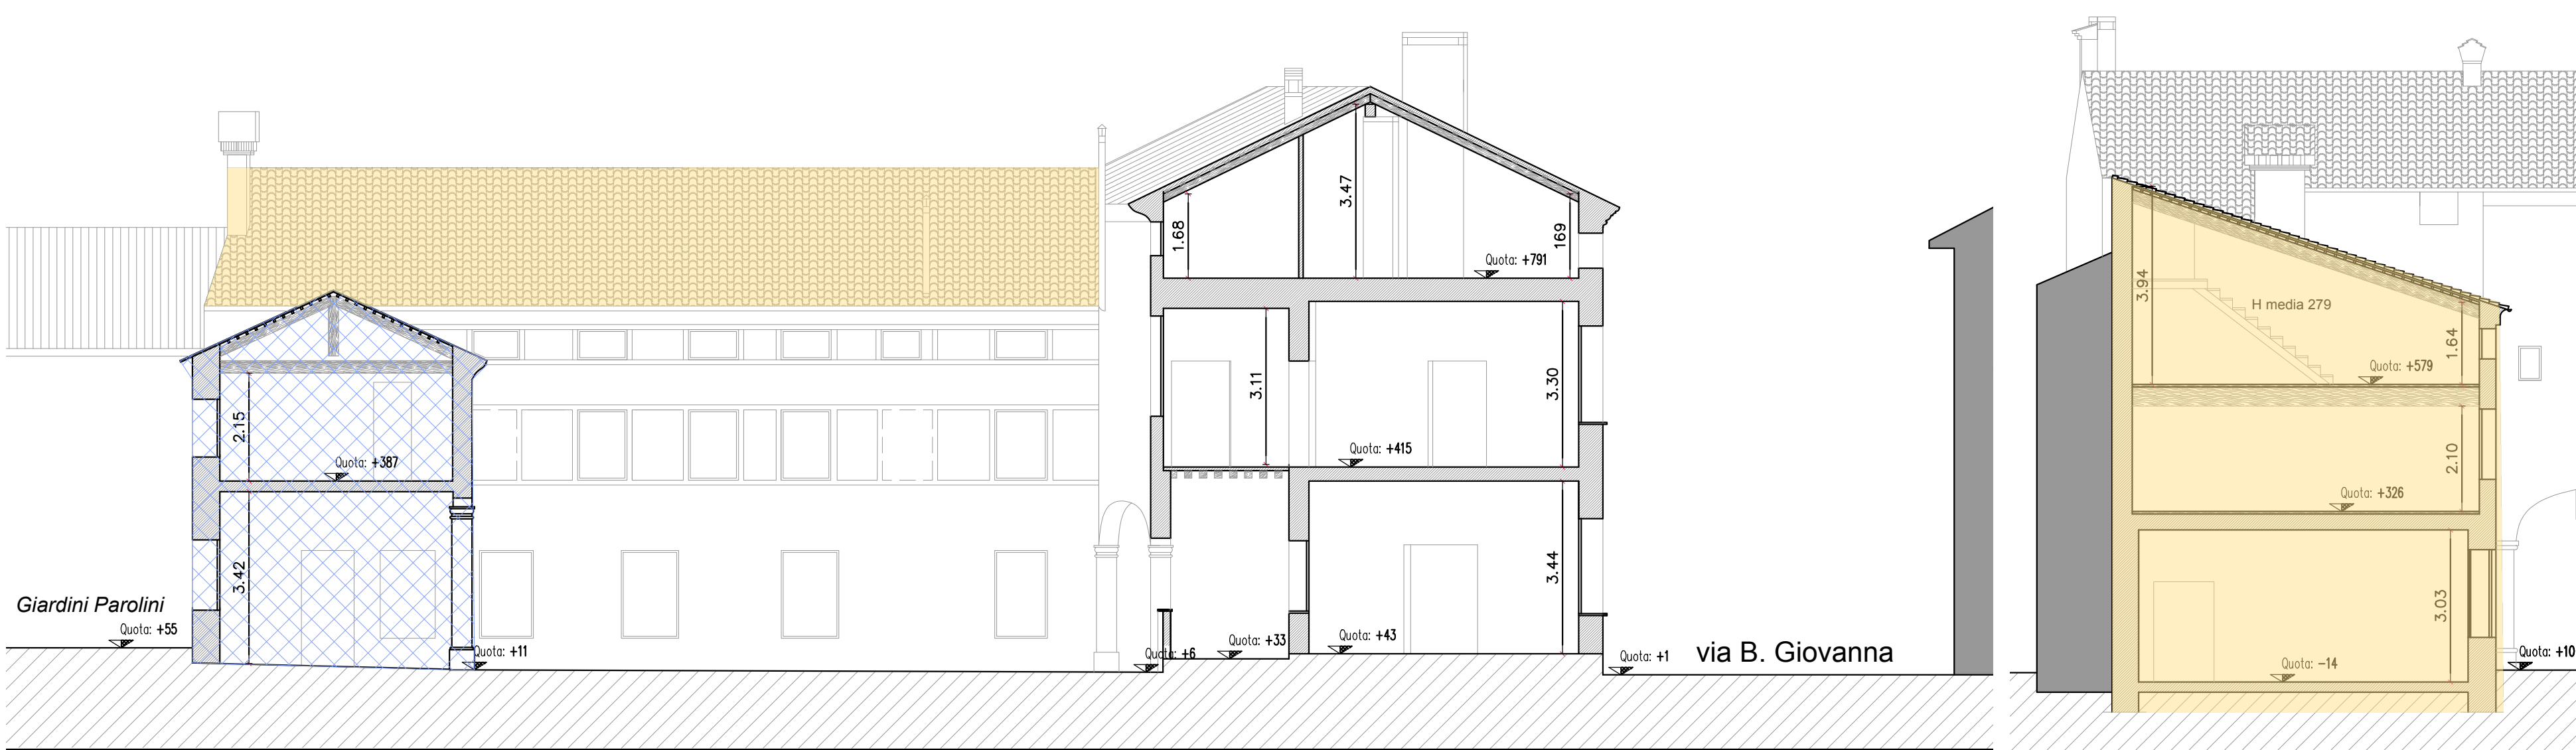 3.47
1.68
169
Quota: +791
3.94
H media 279
1.64
Quota: +579
3.11
3.30
2.15
Quota: +387
Quota: +415
2.10
Quota: +326
3.42
3.44
3.03
Giardini Parolini
Quota: +55
Quota: +11
Quota: +6
Quota: +33
Quota: +43
Quota: +1
via B. Giovanna
Quota: -14
Quota: +10